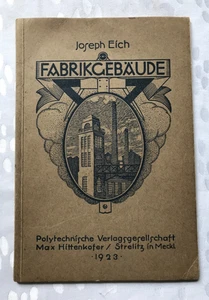 Joseph Eich
FABRIKGEBÄUDE
Polytechnische Verlagsgesellschaft
Max Hittenkofer / Strelitz in Meckl.
·1923·